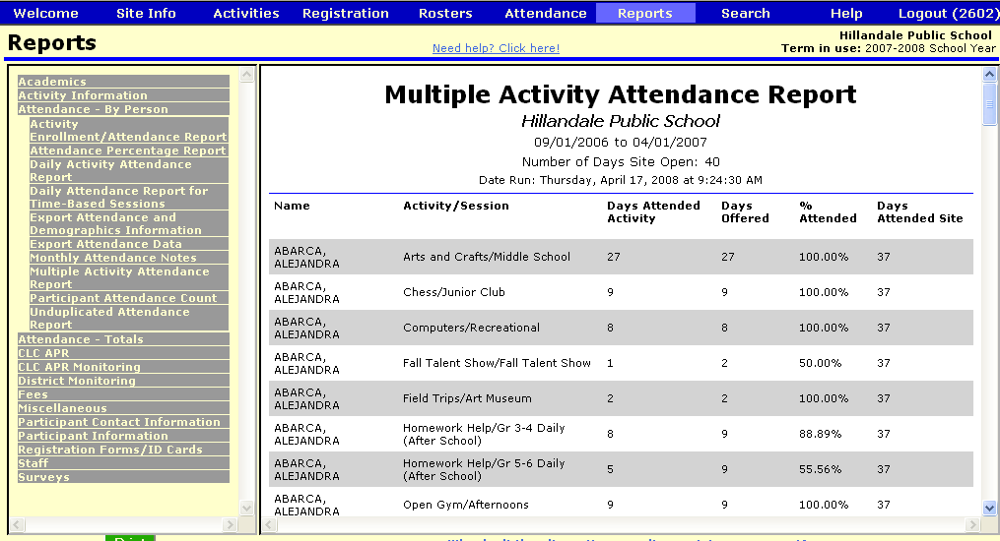 Welcome Site Info Activities Registration Rosters Attendance Reports Search Help Logout (2602)
Reports
Need help? Click here!
Hillandale Public School
Term in use: 2007-2008 School Year
Academics
Activity Information
Attendance - By Person
Activity
Enrollment/Attendance Report
Attendance Percentage Report
Daily Activity Attendance
Report
Daily Attendance Report for
Time-Based Sessions
Export Attendance and
Demographics Information
Export Attendance Data
Monthly Attendance Notes
Multiple Activity Attendance
Report
Participant Attendance Count
Unduplicated Attendance
Report
Attendance - Totals
CLC APR
CLC APR Monitoring
District Monitoring
Fees
Miscellaneous
Participant Contact Information
Participant Information
Registration Forms/ID Cards
Staff
Surveys
Multiple Activity Attendance Report
Hillandale Public School
09/01/2006 to 04/01/2007
Number of Days Site Open: 40
Date Run: Thursday, April 17, 2008 at 9:24:30 AM
Name Activity/Session Days Attended Days % Days
Activity Offered Attended Attended Site
ABARCA,
ALEJANDRA Arts and Crafts/Middle School 27 27 100.00% 37
ABARCA,
ALEJANDRA Chess/Junior Club 9 9 100.00% 37
ABARCA,
ALEJANDRA Computers/Recreational 8 8 100.00% 37
ABARCA,
ALEJANDRA Fall Talent Show/Fall Talent Show 1 2 50.00% 37
ABARCA,
ALEJANDRA Field Trips/Art Museum 2 2 100.00% 37
ABARCA, Homework Help/Gr 3-4 Daily
ALEJANDRA (After School) 8 9 88.89% 37
ABARCA, Homework Help/Gr 5-6 Daily
ALEJANDRA (After School) 5 9 55.56% 37
ABARCA,
ALEJANDRA Open Gym/Afternoons 9 9 100.00% 37